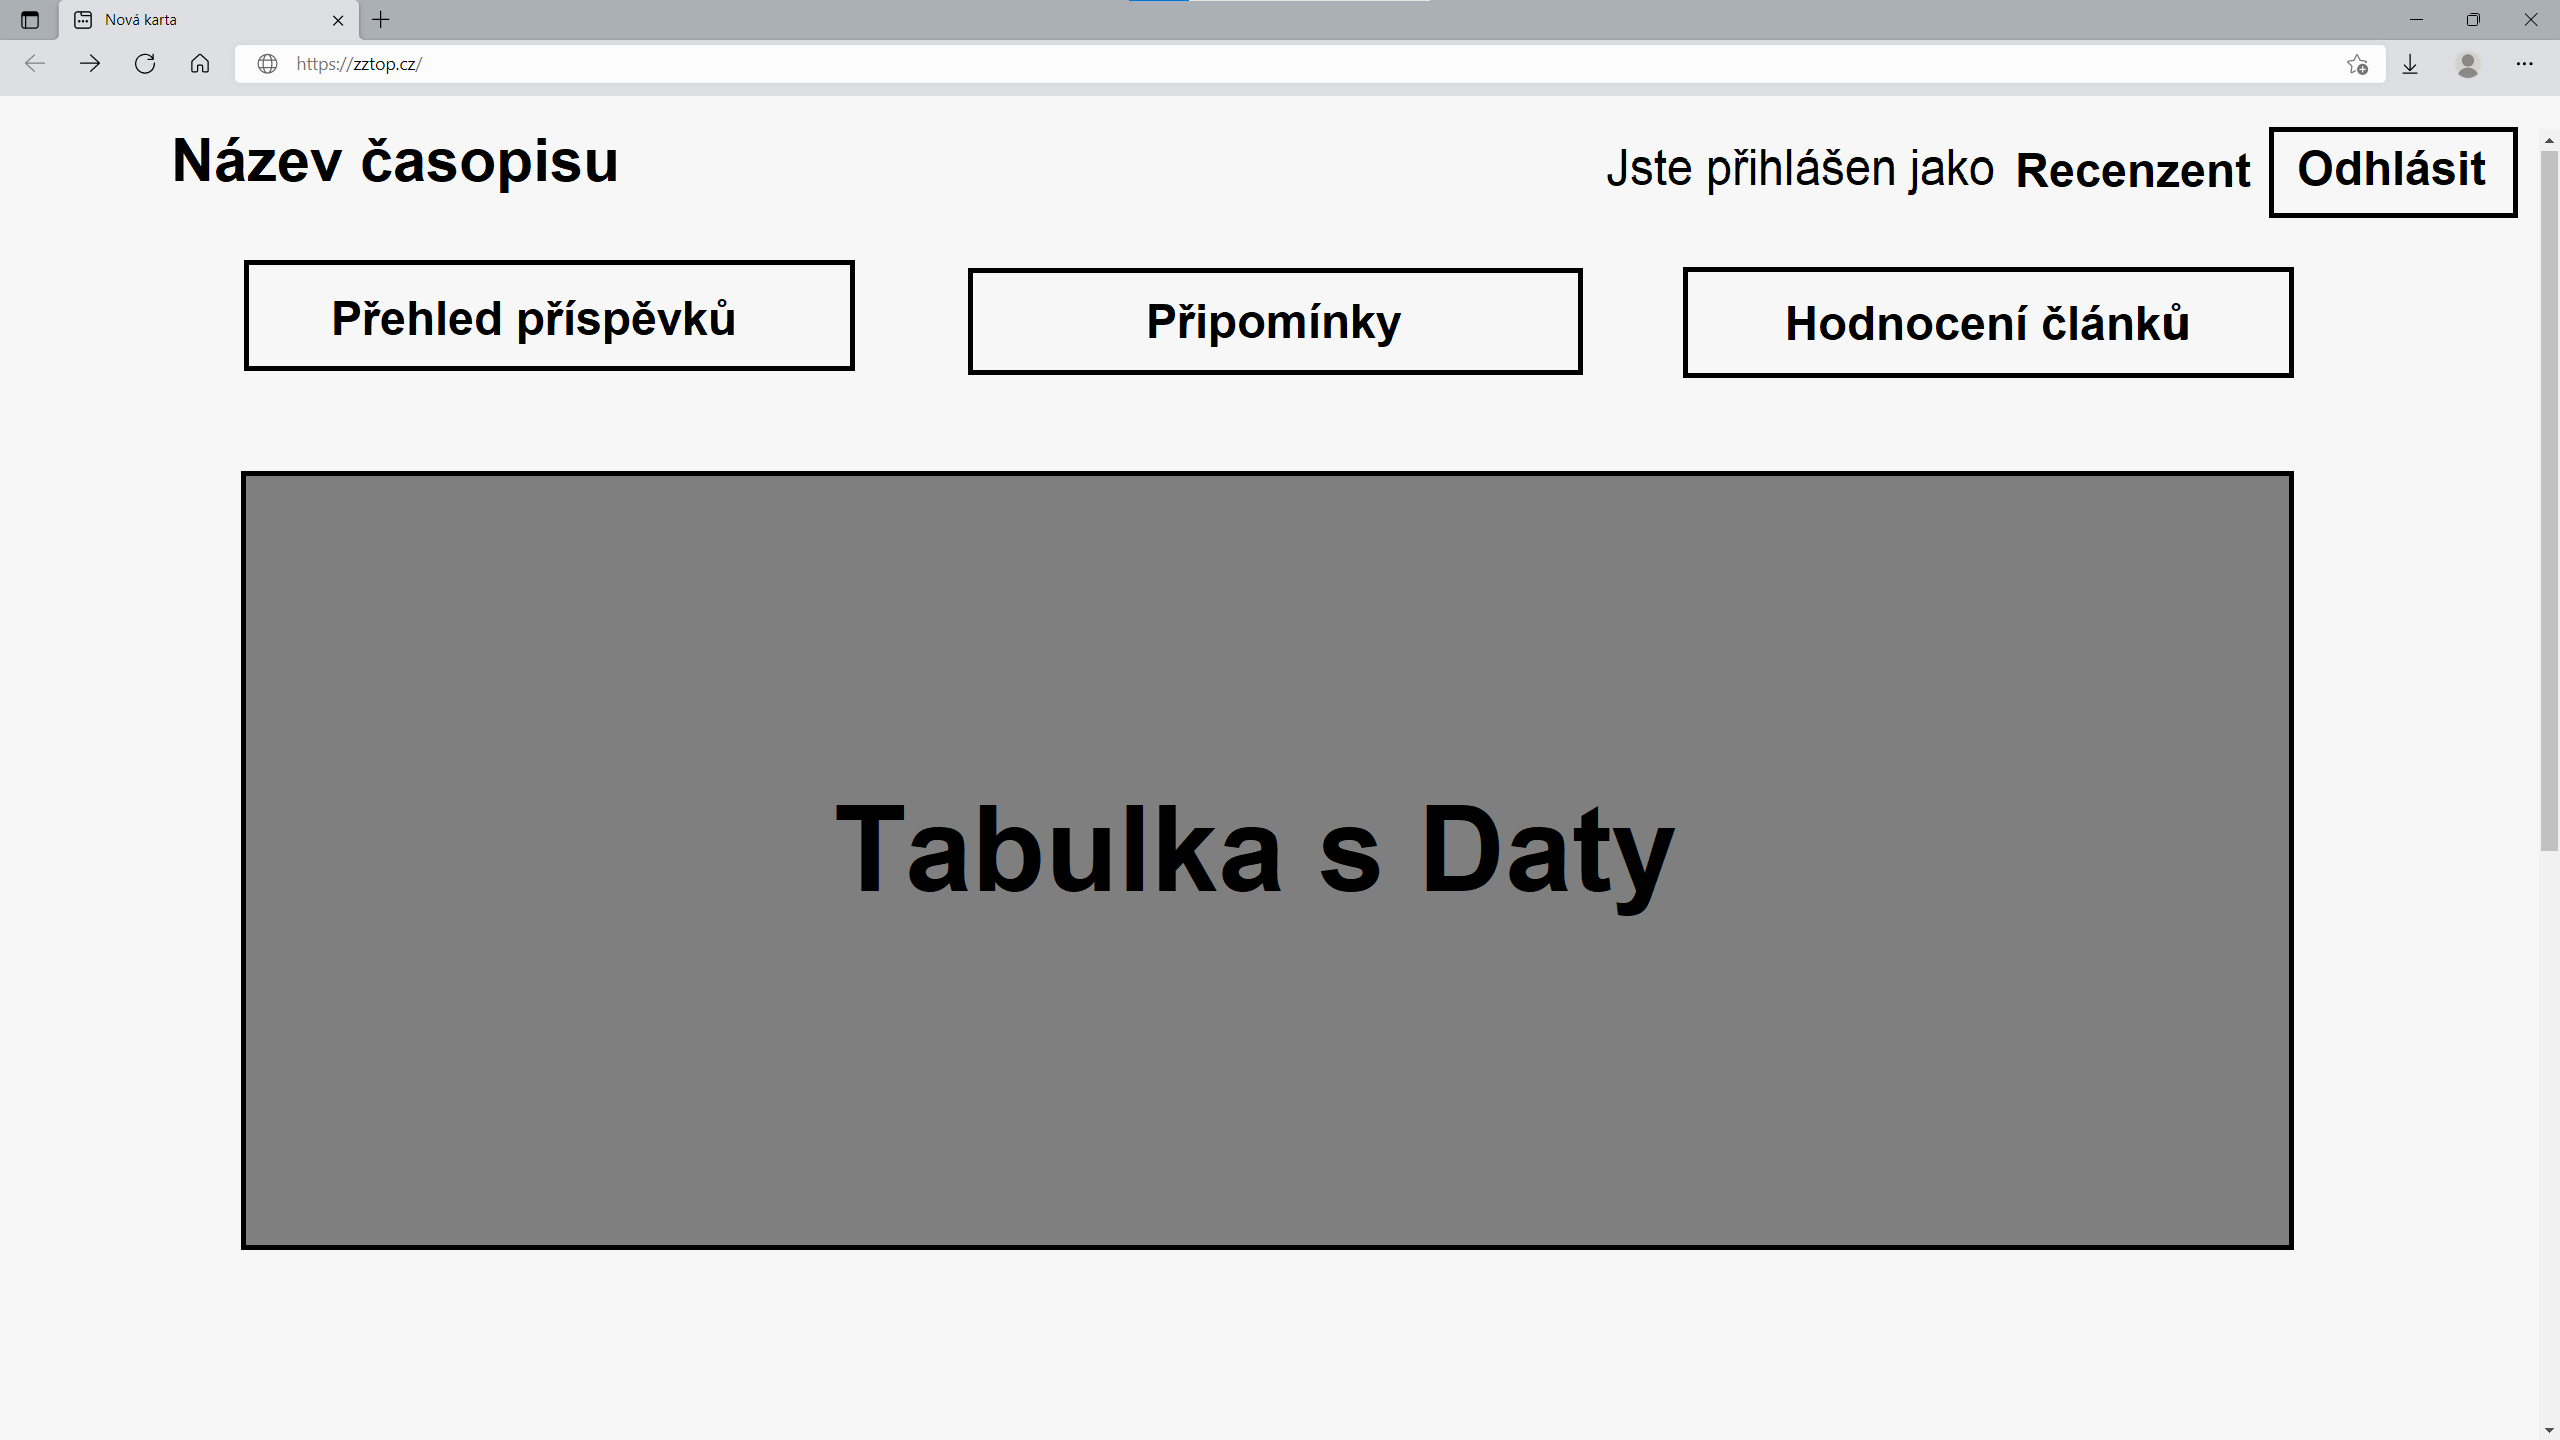 Nová karta
https://zztop.cz/
Název časopisu
Jste přihlášen jako Recenzent Odhlásit
Přehled příspěvků
Připomínky
Hodnocení článků
Tabulka s Daty